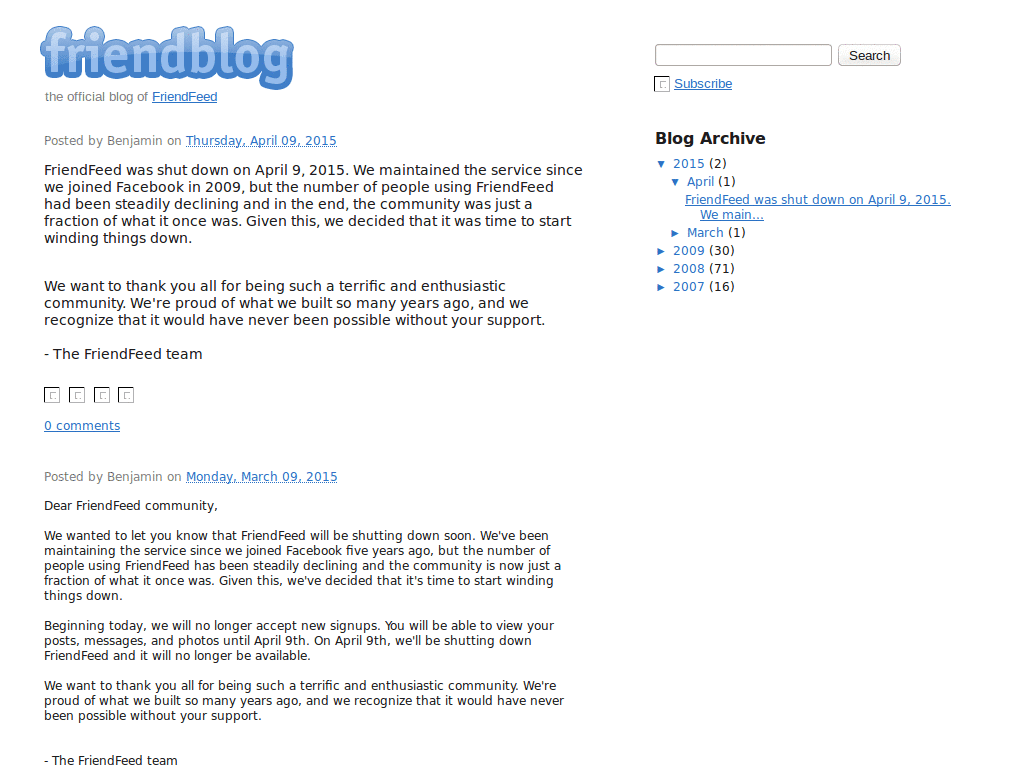 friendblog
the official blog of FriendFeed
Search
Subscribe
Posted by Benjamin on Thursday, April 09, 2015
FriendFeed was shut down on April 9, 2015. We maintained the service since
we joined Facebook in 2009, but the number of people using FriendFeed
had been steadily declining and in the end, the community was just a
fraction of what it once was. Given this, we decided that it was time to start
winding things down.
We want to thank you all for being such a terrific and enthusiastic
community. We're proud of what we built so many years ago, and we
recognize that it would have never been possible without your support.
- The FriendFeed team
0 comments
Posted by Benjamin on Monday, March 09, 2015
Dear FriendFeed community,
We wanted to let you know that FriendFeed will be shutting down soon. We've been
maintaining the service since we joined Facebook five years ago, but the number of
people using FriendFeed has been steadily declining and the community is now just a
fraction of what it once was. Given this, we've decided that it's time to start winding
things down.
Beginning today, we will no longer accept new signups. You will be able to view your
posts, messages, and photos until April 9th. On April 9th, we'll be shutting down
FriendFeed and it will no longer be available.
We want to thank you all for being such a terrific and enthusiastic community. We're
proud of what we built so many years ago, and we recognize that it would have never
been possible without your support.
- The FriendFeed team
Blog Archive
▼ 2015 (2)
▼ April (1)
FriendFeed was shut down on April 9, 2015.
We main...
► March (1)
► 2009 (30)
► 2008 (71)
► 2007 (16)